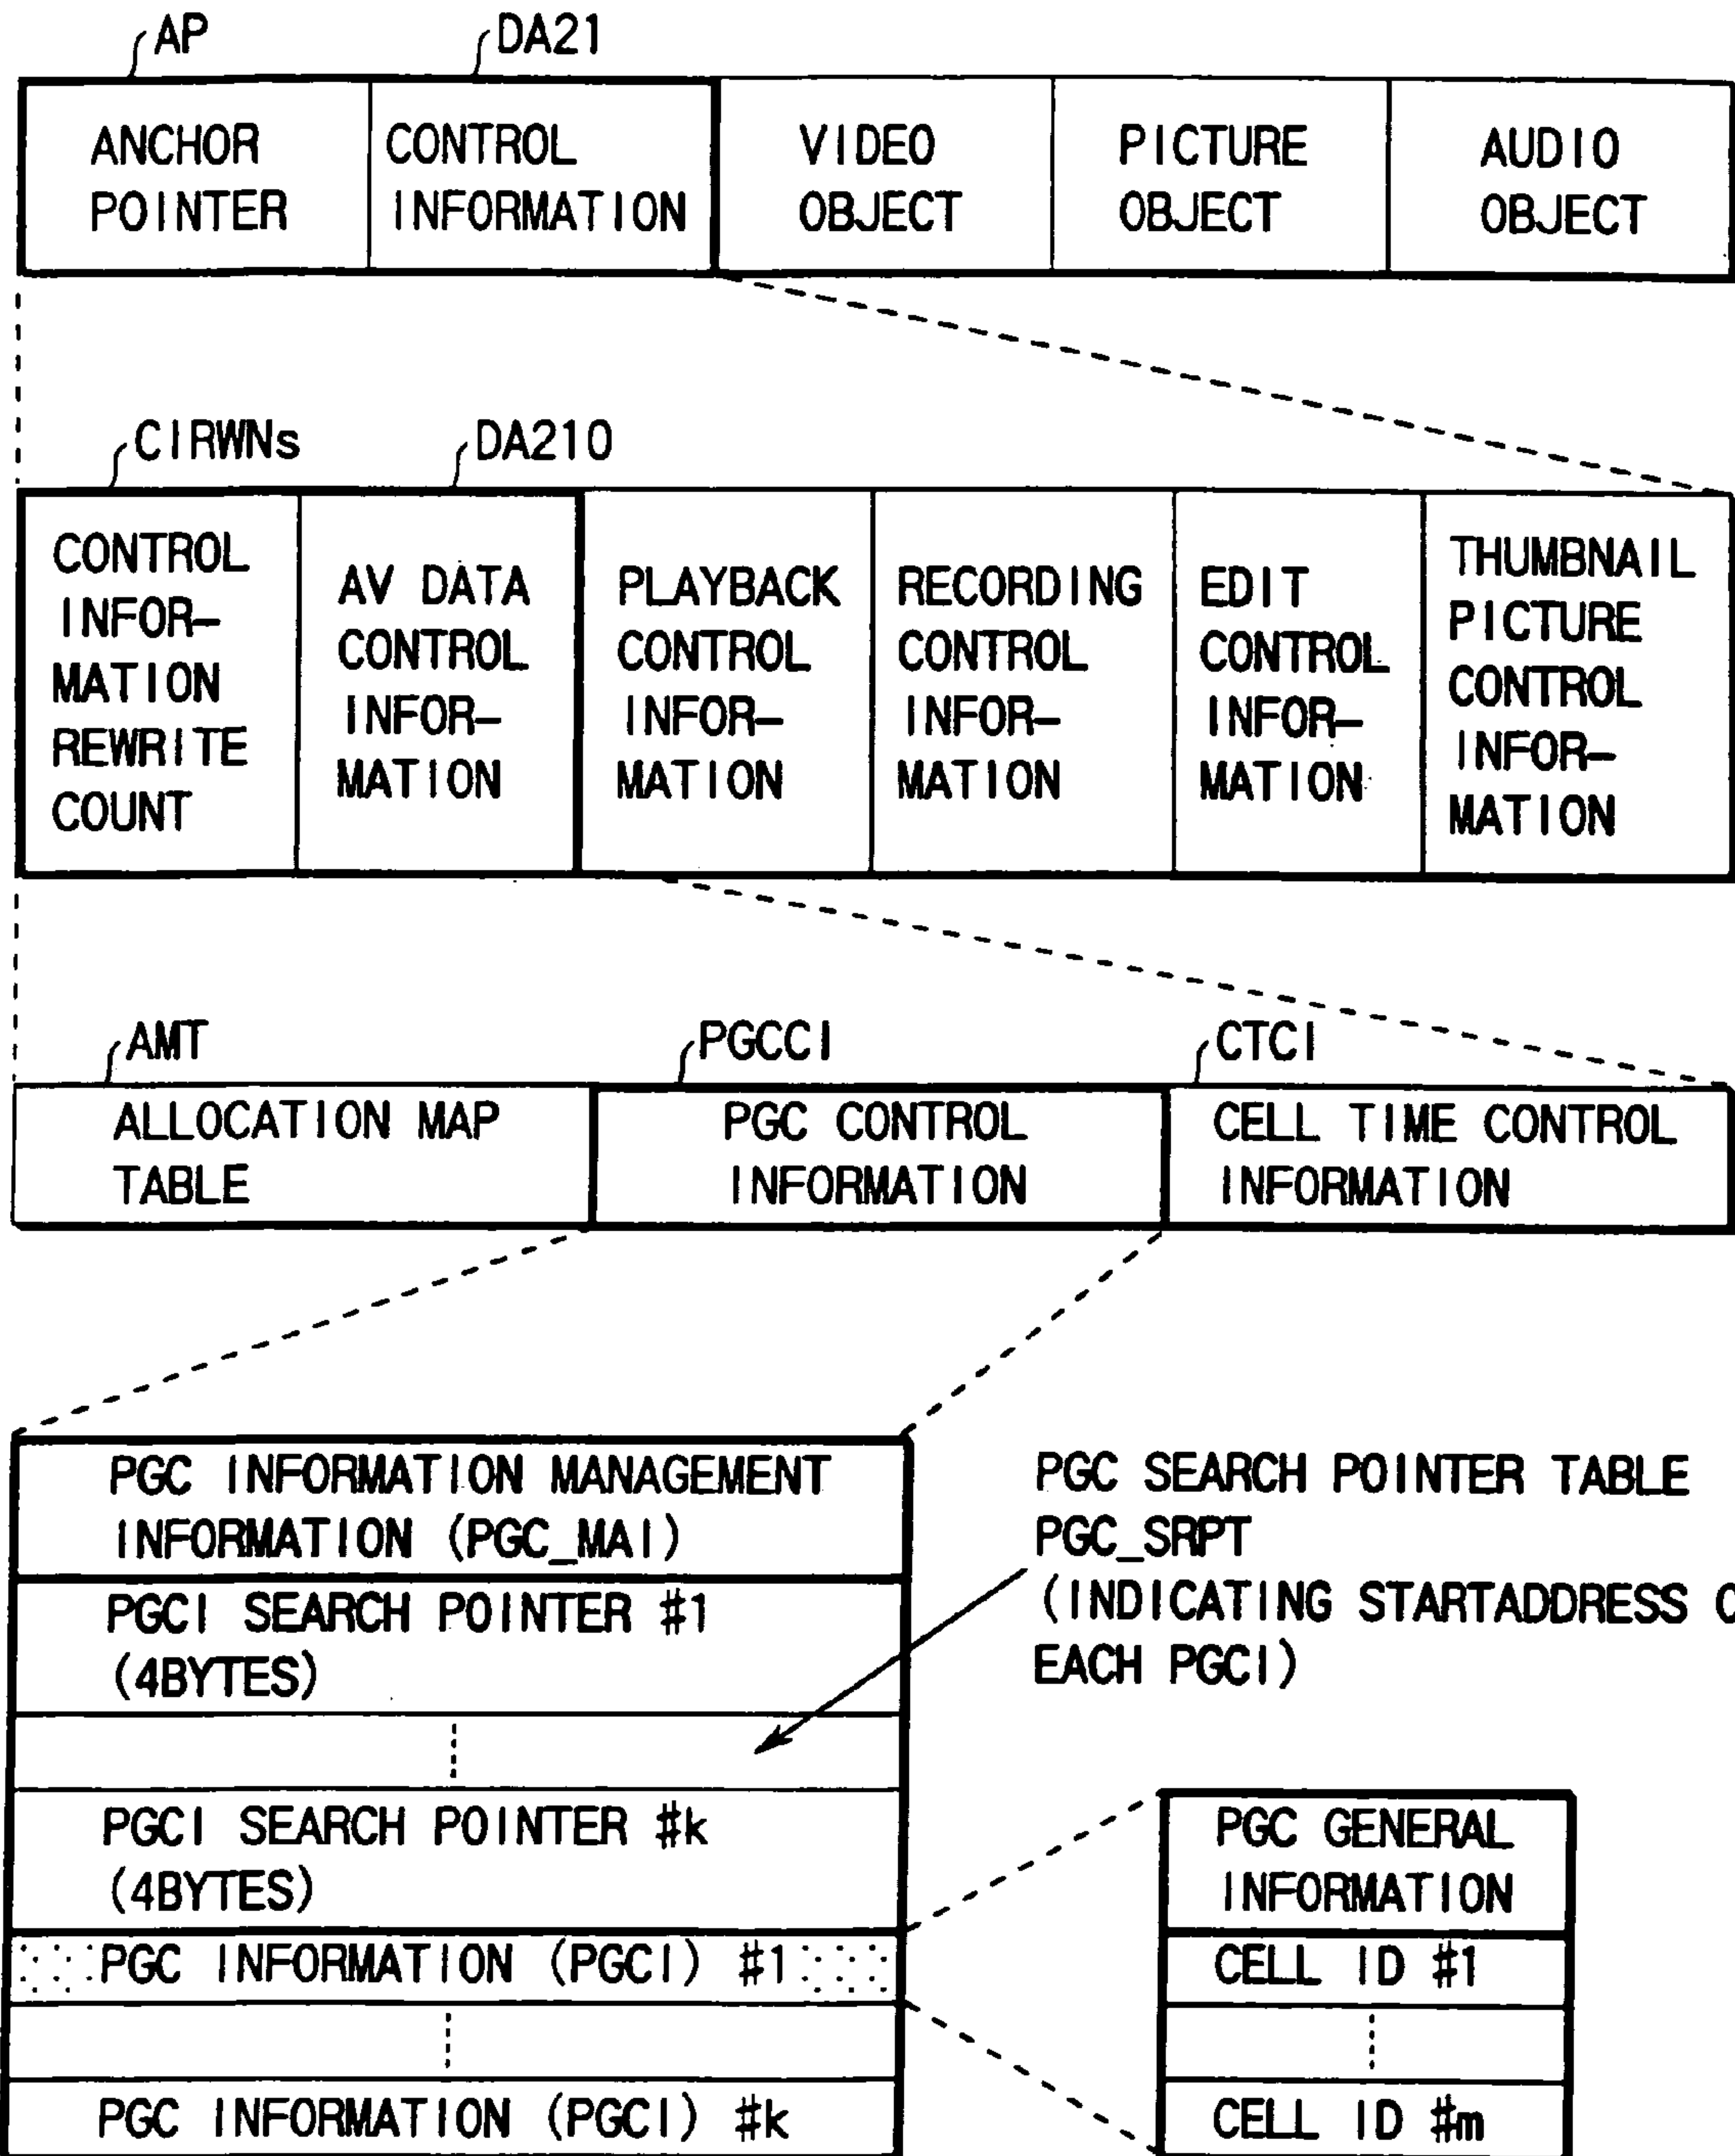 AP
DA21
ANCHOR
POINTER
CONTROL
INFORMATION
VIDEO
OBJECT
PICTURE
OBJECT
AUDIO
OBJECT
CIRWNs
DA210
CONTROL
INFOR-
MATION
REWRITE
COUNT
AV DATA
CONTROL
INFOR-
MATION
PLAYBACK
CONTROL
INFOR-
MATION
RECORDING
CONTROL
INFOR-
MATION
EDIT
CONTROL
INFOR-
MATION
THUMBNAIL
PICTURE
CONTROL
INFOR-
MATION
AMT
PGCCI
CTCI
ALLOCATION MAP
TABLE
PGC CONTROL
INFORMATION
CELL TIME CONTROL
INFORMATION
PGC INFORMATION MANAGEMENT
INFORMATION (PGC_MAI)
PGCI SEARCH POINTER #1
(4BYTES)
PGCI SEARCH POINTER #k
(4BYTES)
PGC INFORMATION (PGCI) #1
PGC INFORMATION (PGCI) #k
PGC SEARCH POINTER TABLE
PGC_SRPT
(INDICATING STARTADDRESS
EACH PGCI)
PGC GENERAL
INFORMATION
CELL ID #1
CELL ID #m